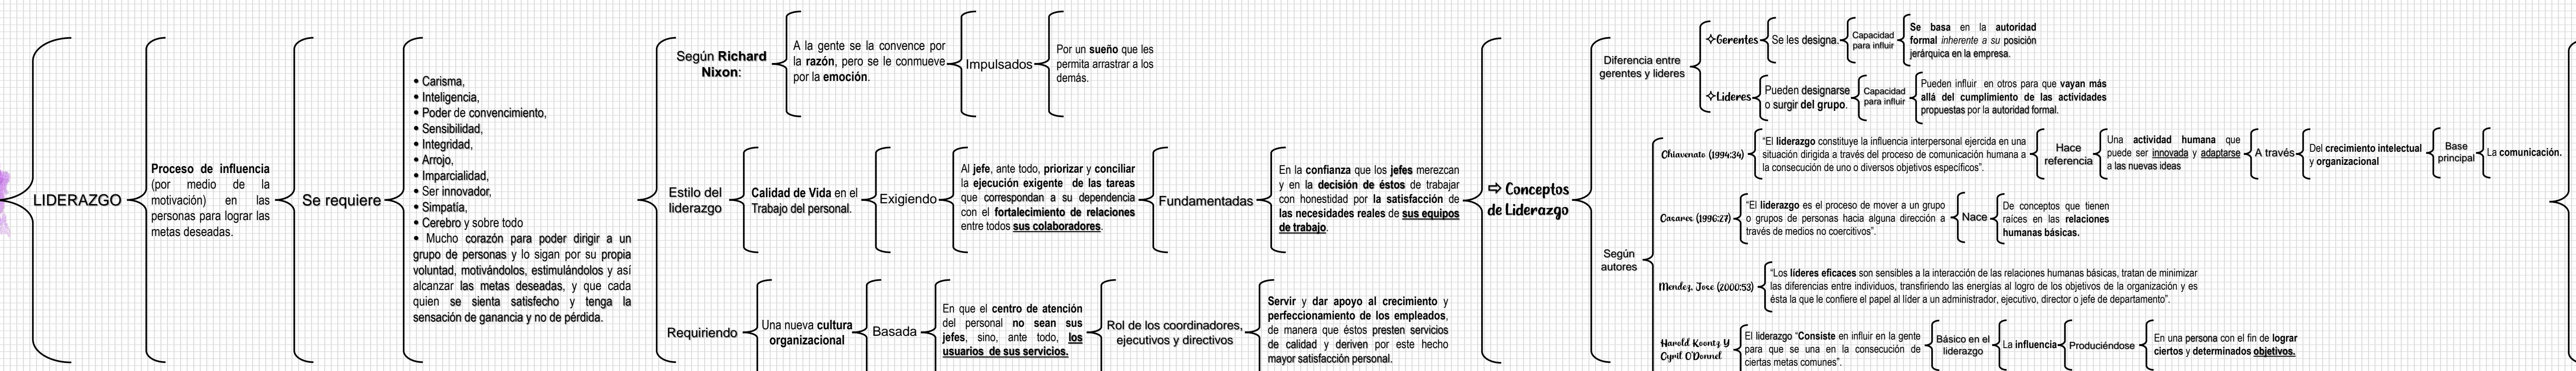 LIDERAZGO
Proceso de influencia
(por medio de la
motivación) en las
personas para lograr las
metas deseadas.
Se requiere
• Carisma,
• Inteligencia,
• Poder de convencimiento,
• Sensibilidad,
• Integridad,
• Arrojo,
• Imparcialidad,
• Ser innovador,
• Simpatía,
• Cerebro y sobre todo
• Mucho corazón para poder dirigir a un
grupo de personas y lo sigan por su propia
voluntad, motivándolos, estimulándolos y así
alcanzar las metas deseadas, y que cada
quien se sienta satisfecho y tenga la
sensación de ganancia y no de pérdida.
Según Richard
Nixon:
A la gente se la convence por
la razón, pero se le conmueve
por la emoción.
Impulsados
Por un sueño que les
permita arrastrar a los
demás.
Estilo del
liderazgo
Calidad de Vida en el
Trabajo del personal.
Exigiendo
Al jefe, ante todo, priorizar y conciliar
la ejecución exigente de las tareas
que correspondan a su dependencia
con el fortalecimiento de relaciones
entre todos sus colaboradores.
Fundamentadas
En la confianza que los jefes merezcan
y en la decisión de éstos de trabajar
con honestidad por la satisfacción de
las necesidades reales de sus equipos
de trabajo.
Requiriendo
Una nueva cultura
organizacional
Basada
En que el centro de atención
del personal no sean sus
jefes, sino, ante todo, los
usuarios de sus servicios.
Rol de los coordinadores,
ejecutivos y directivos
Servir y dar apoyo al crecimiento y
perfeccionamiento de los empleados,
de manera que éstos presten servicios
de calidad y deriven por este hecho
mayor satisfacción personal.
⇨ Conceptos
de Liderazgo
Diferencia entre
gerentes y lideres
✧Gerentes
Se les designa.
Capacidad
para influir
Se basa en la autoridad
formal inherente a su posición
jerárquica en la empresa.
✧Lideres
Pueden designarse
o surgir del grupo.
Capacidad
para influir
Pueden influir en otros para que vayan más
allá del cumplimiento de las actividades
propuestas por la autoridad formal.
Según
autores
Chiavenato (1994:34)
"El liderazgo constituye la influencia interpersonal ejercida en una
situación dirigida a través del proceso de comunicación humana a
la consecución de uno o diversos objetivos específicos".
Hace
referencia
Una actividad humana que
puede ser innovada y adaptarse
a las nuevas ideas
A través
Del crecimiento intelectual
y organizacional
Base
principal
La comunicación.
Casares (1996:27)
"El liderazgo es el proceso de mover a un grupo
o grupos de personas hacia alguna dirección a
través de medios no coercitivos".
Nace
De conceptos que tienen
raíces en las relaciones
humanas básicas.
Mendez, Jose (2000:53)
"Los líderes eficaces son sensibles a la interacción de las relaciones humanas básicas, tratan de minimizar
las diferencias entre individuos, transfiriendo las energías al logro de los objetivos de la organización y es
ésta la que le confiere el papel al líder a un administrador, ejecutivo, director o jefe de departamento".
Harold Koontz Y
Cyril O'Donnel
El liderazgo "Consiste en influir en la gente
para que se una en la consecución de
ciertas metas comunes".
Básico en el
liderazgo
La influencia
Produciéndose
En una persona con el fin de lograr
ciertos y determinados objetivos.